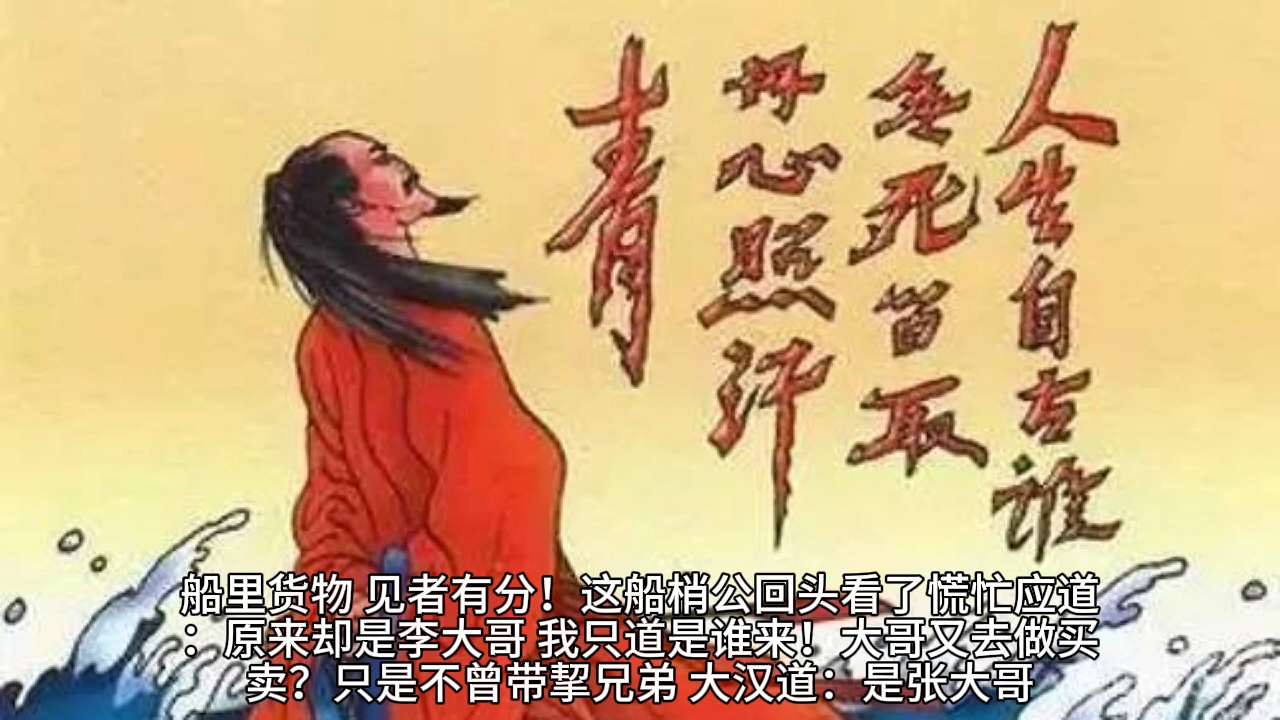 人生自古谁
无死留取
丹心照汗
青
船里货物 见者有分！这船梢公回头看了慌忙应道
：原来却是李大哥 我只道是谁来！大哥又去做买
卖？只是不曾带挈兄弟 大汉道：是张大哥